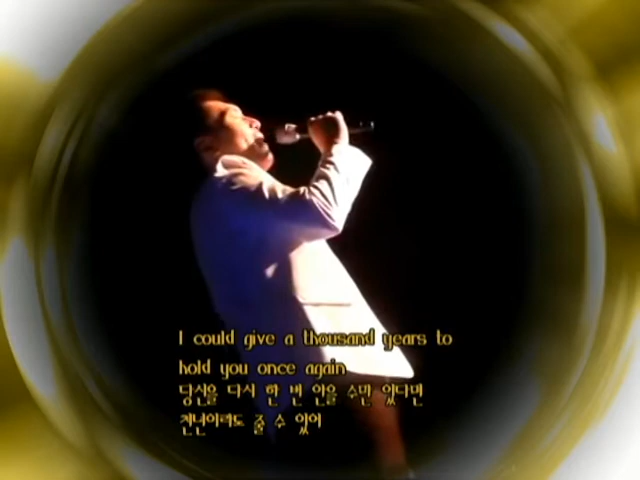 I could give a thousand years to
hold you once again
당신을 다시 한 번 안을 수만 있다면
천년이라도 줄 수 있어